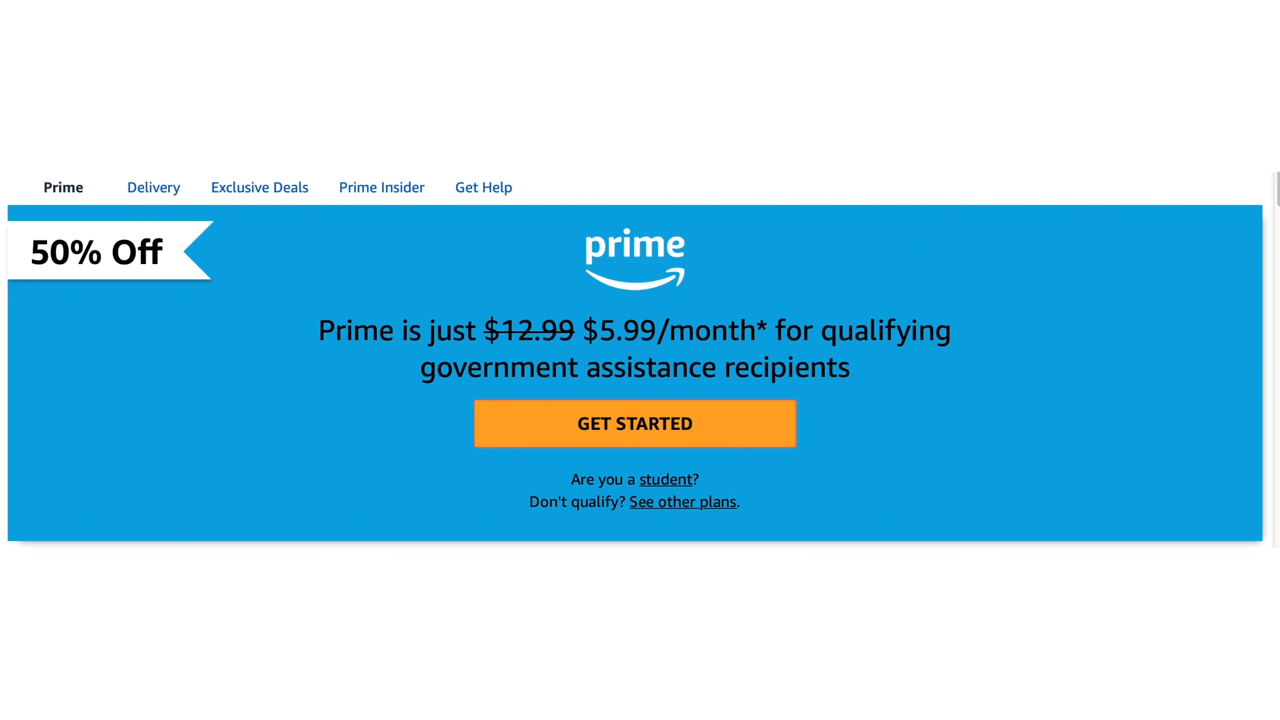 Prime Delivery Exclusive Deals Prime Insider Get Help
50% Off
prime
Prime is just $12.99 $5.99/month* for qualifying
government assistance recipients
GET STARTED
Are you a student?
Don't qualify? See other plans.